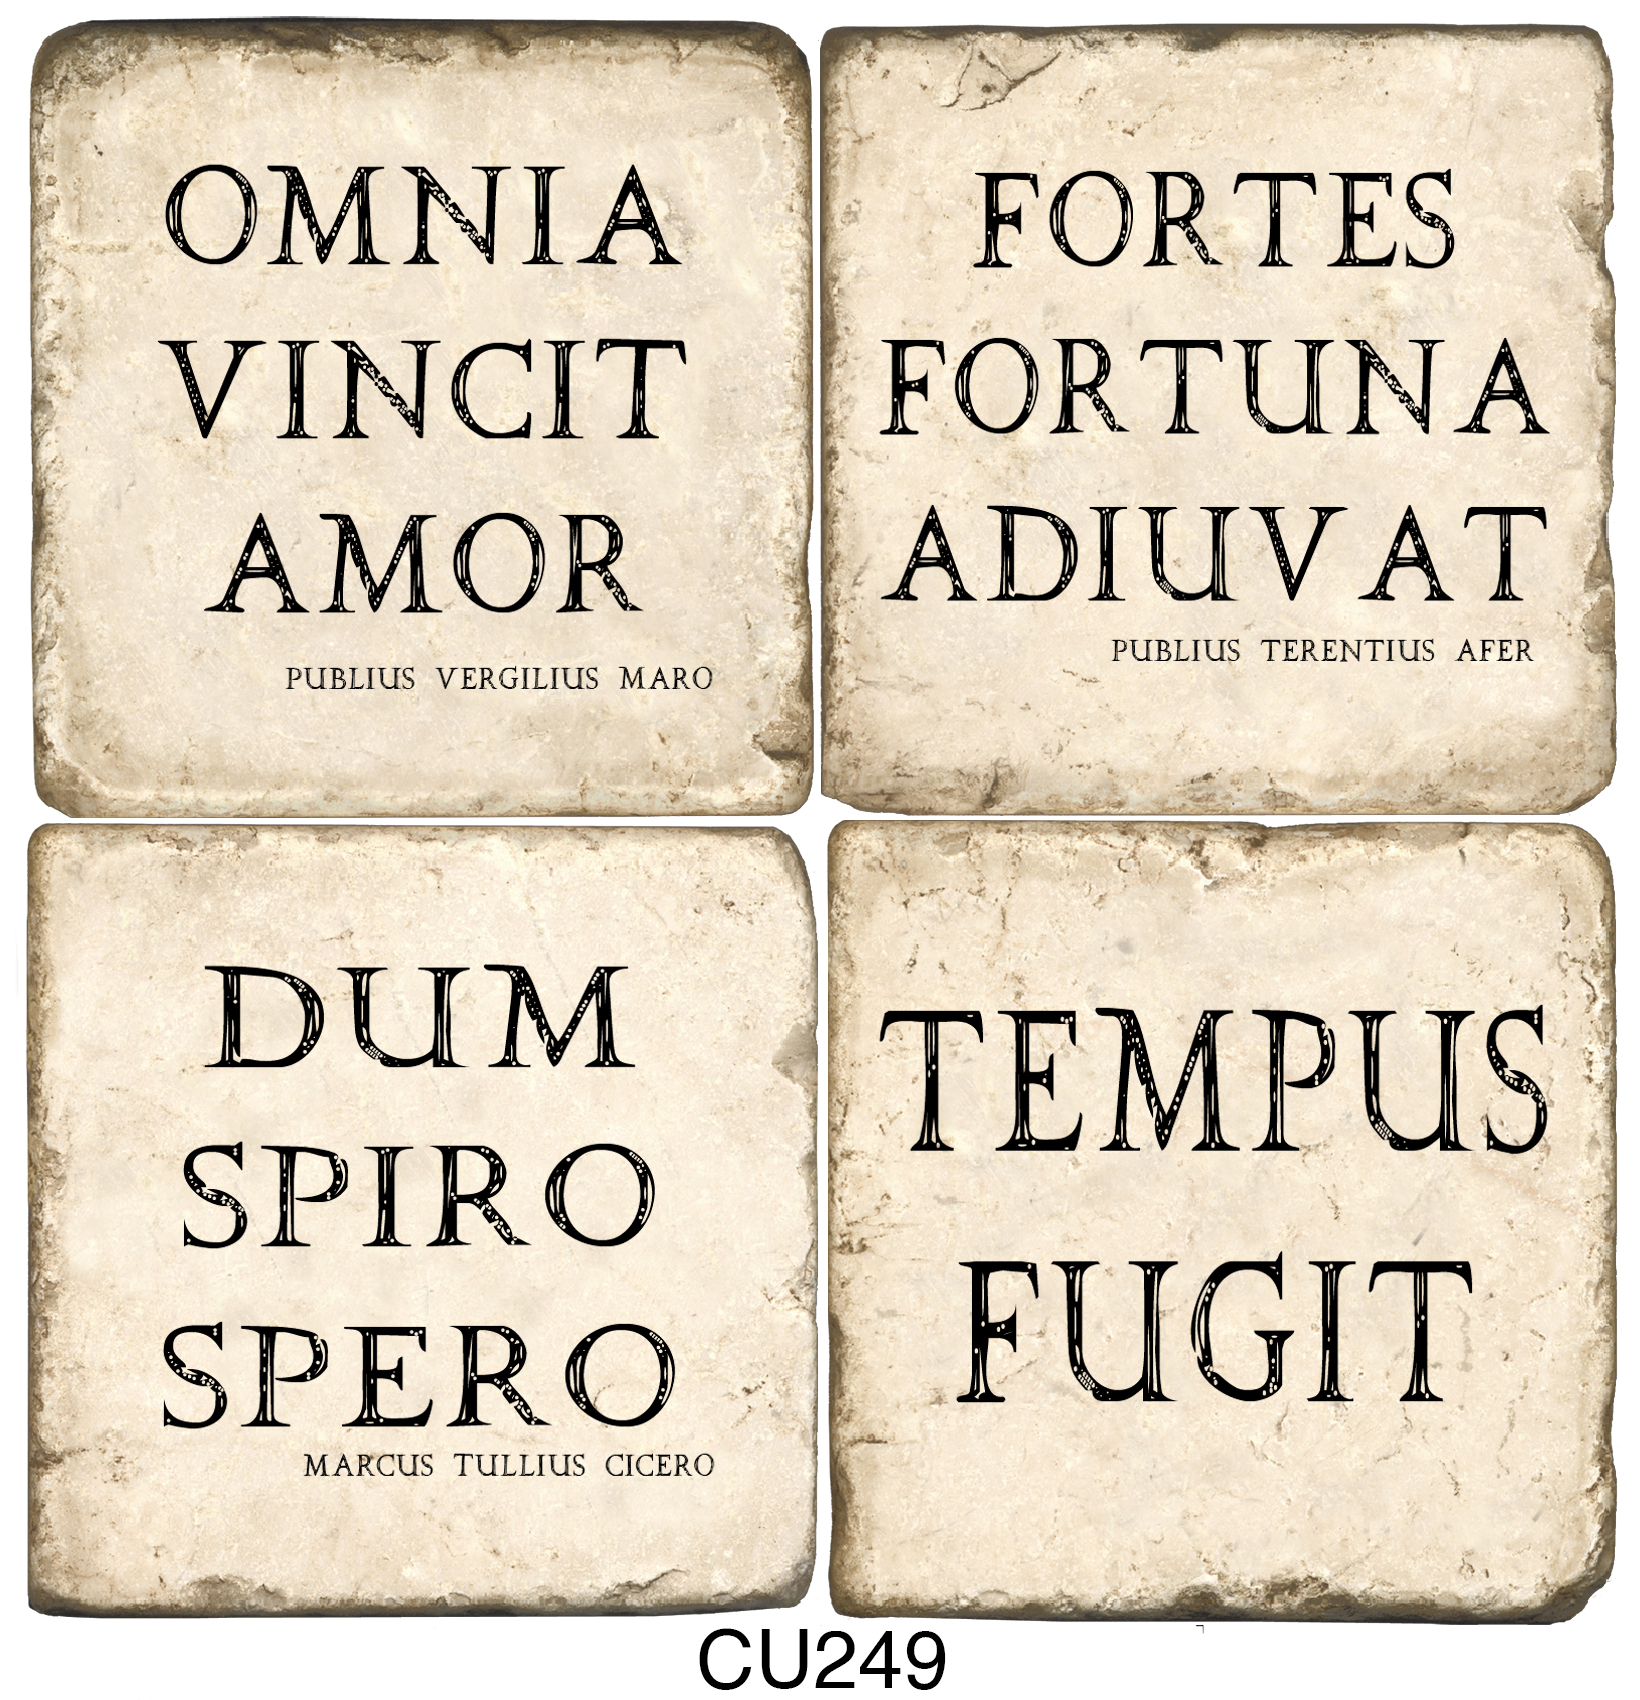 OMNIA
VINCIT
AMOR
PUBLIUS VERGILIUS MARO
FORTES
FORTUNA
ADIUVAT
PUBLIUS TERENTIUS AFER
DUM
SPIRO
SPERO
MARCUS TULLIUS CICERO
TEMPUS
FUGIT
CU249